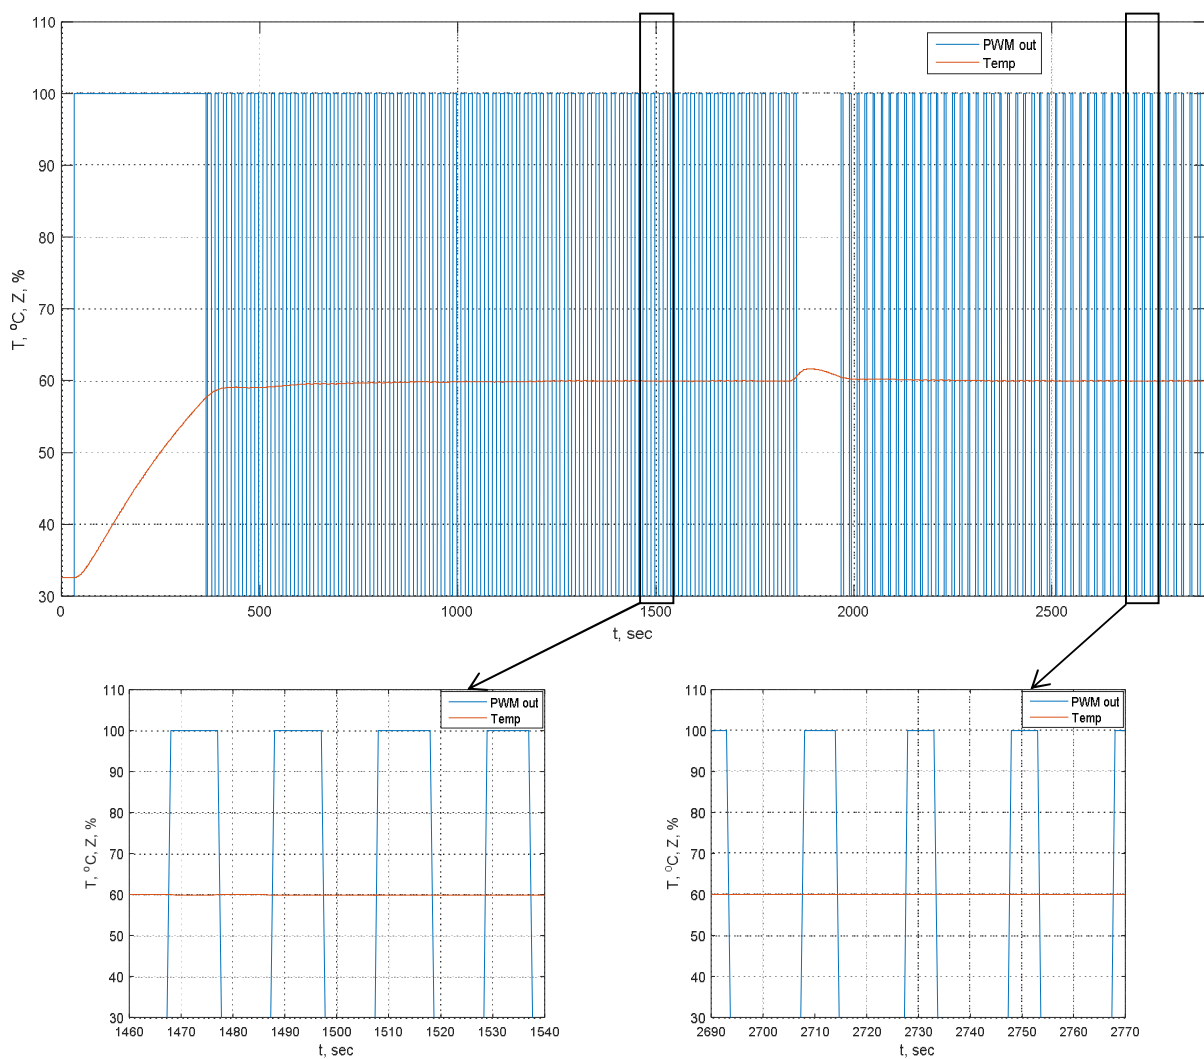 110
100
90
80
70
60
50
40
30
T, °C, Z, %
0 500 1000 1500 2000 2500
t, sec
PWM out
Temp
110
100
90
80
70
60
50
40
30
T, °C, Z, %
1460 1470 1480 1490 1500 1510 1520 1530 1540
t, sec
PWM out
Temp
110
100
90
80
70
60
50
40
30
T, °C, Z, %
2690 2700 2710 2720 2730 2740 2750 2760 2770
t, sec
PWM out
Temp